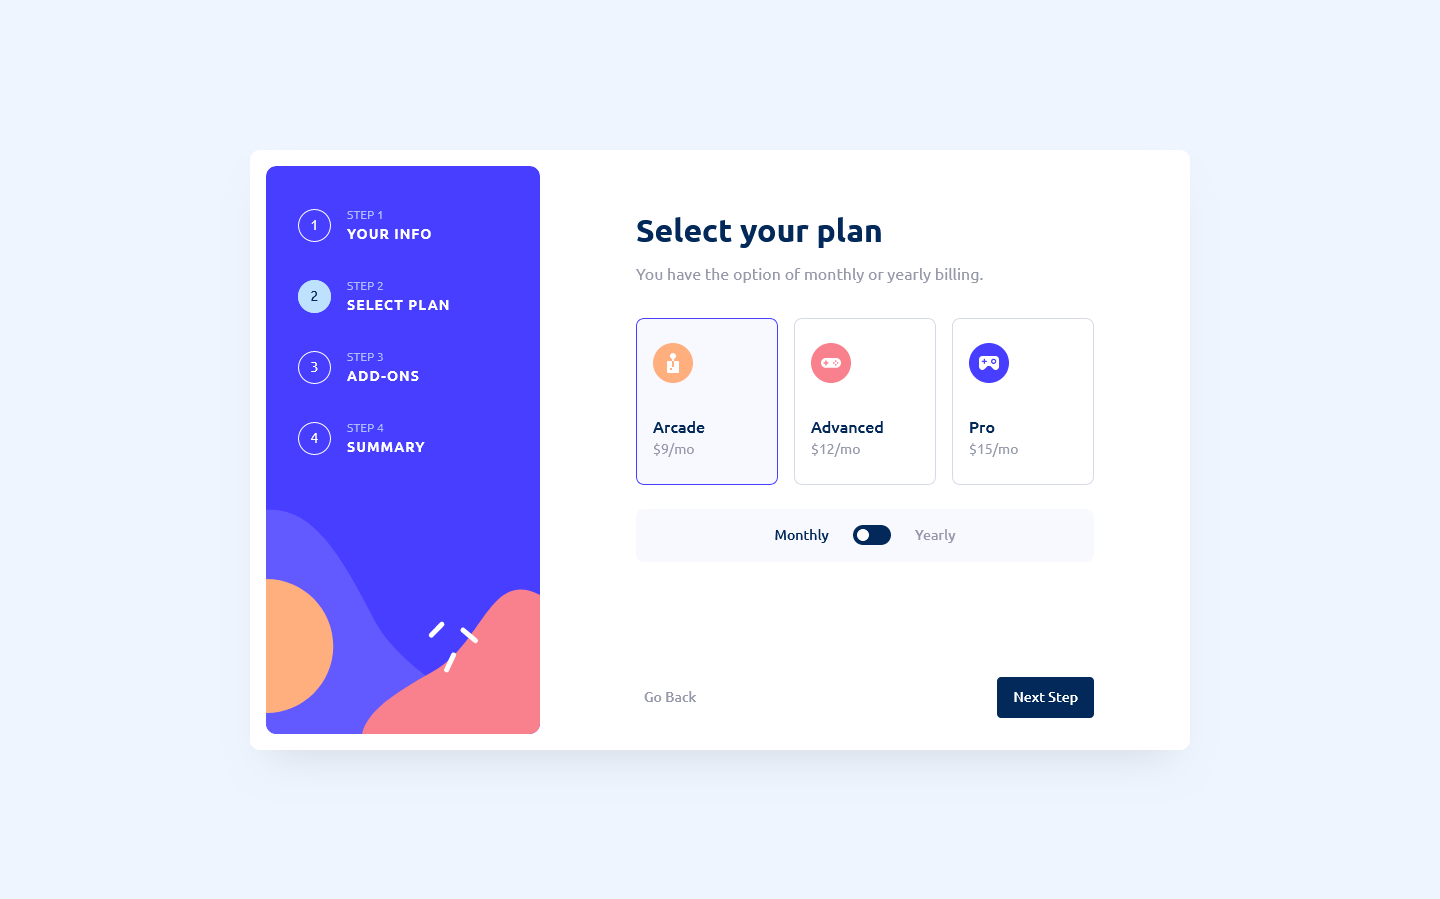 1
STEP 1
YOUR INFO
2
STEP 2
SELECT PLAN
3
STEP 3
ADD-ONS
4
STEP 4
SUMMARY
Select your plan
You have the option of monthly or yearly billing.
Arcade
$9/mo
Advanced
$12/mo
Pro
$15/mo
Monthly
Yearly
Go Back
Next Step